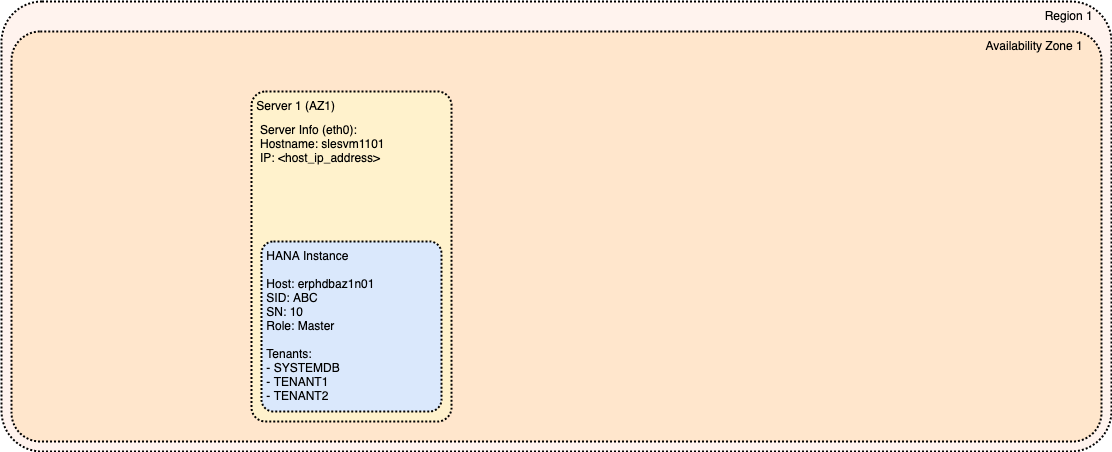 Region 1
Availability Zone 1
Server 1 (AZ1)
Server Info (eth0):
Hostname: slesvm1101
IP: <host_ip_address>
HANA Instance
Host: erphdbaz1n01
SID: ABC
SN: 10
Role: Master
Tenants:
- SYSTEMDB
- TENANT1
- TENANT2